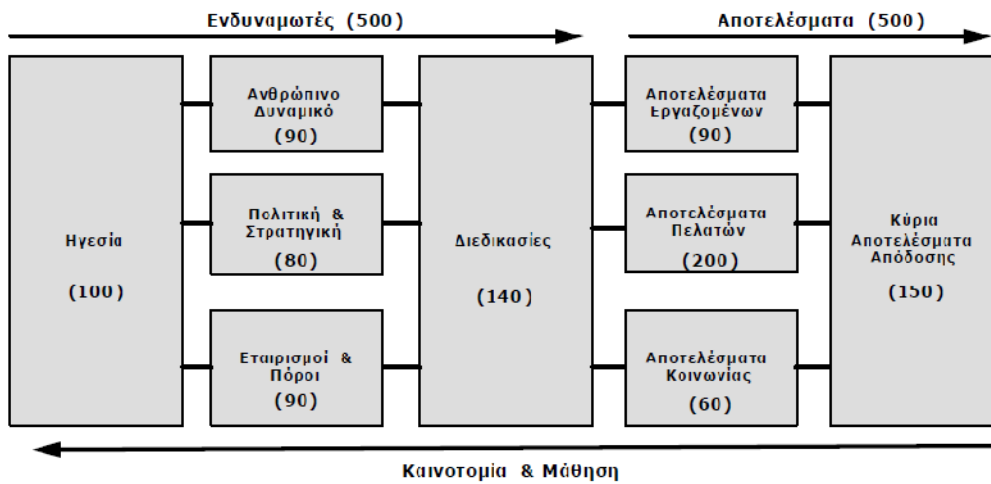 Ενδυναμωτές (500)
Αποτελέσματα (500)
Ηγεσία
(100)
Ανθρώπινο
Δυναμικό
(90)
Πολιτική &
Στρατηγική
(80)
Εταιρισμοί &
Πόροι
(90)
Διεδικασίες
(140)
Αποτελέσματα
Εργαζομένων
(90)
Αποτελέσματα
Πελατών
(200)
Αποτελέσματα
Κοινωνίας
(60)
Κύρια
Αποτελέσματα
Απόδοσης
(150)
Καινοτομία & Μάθηση